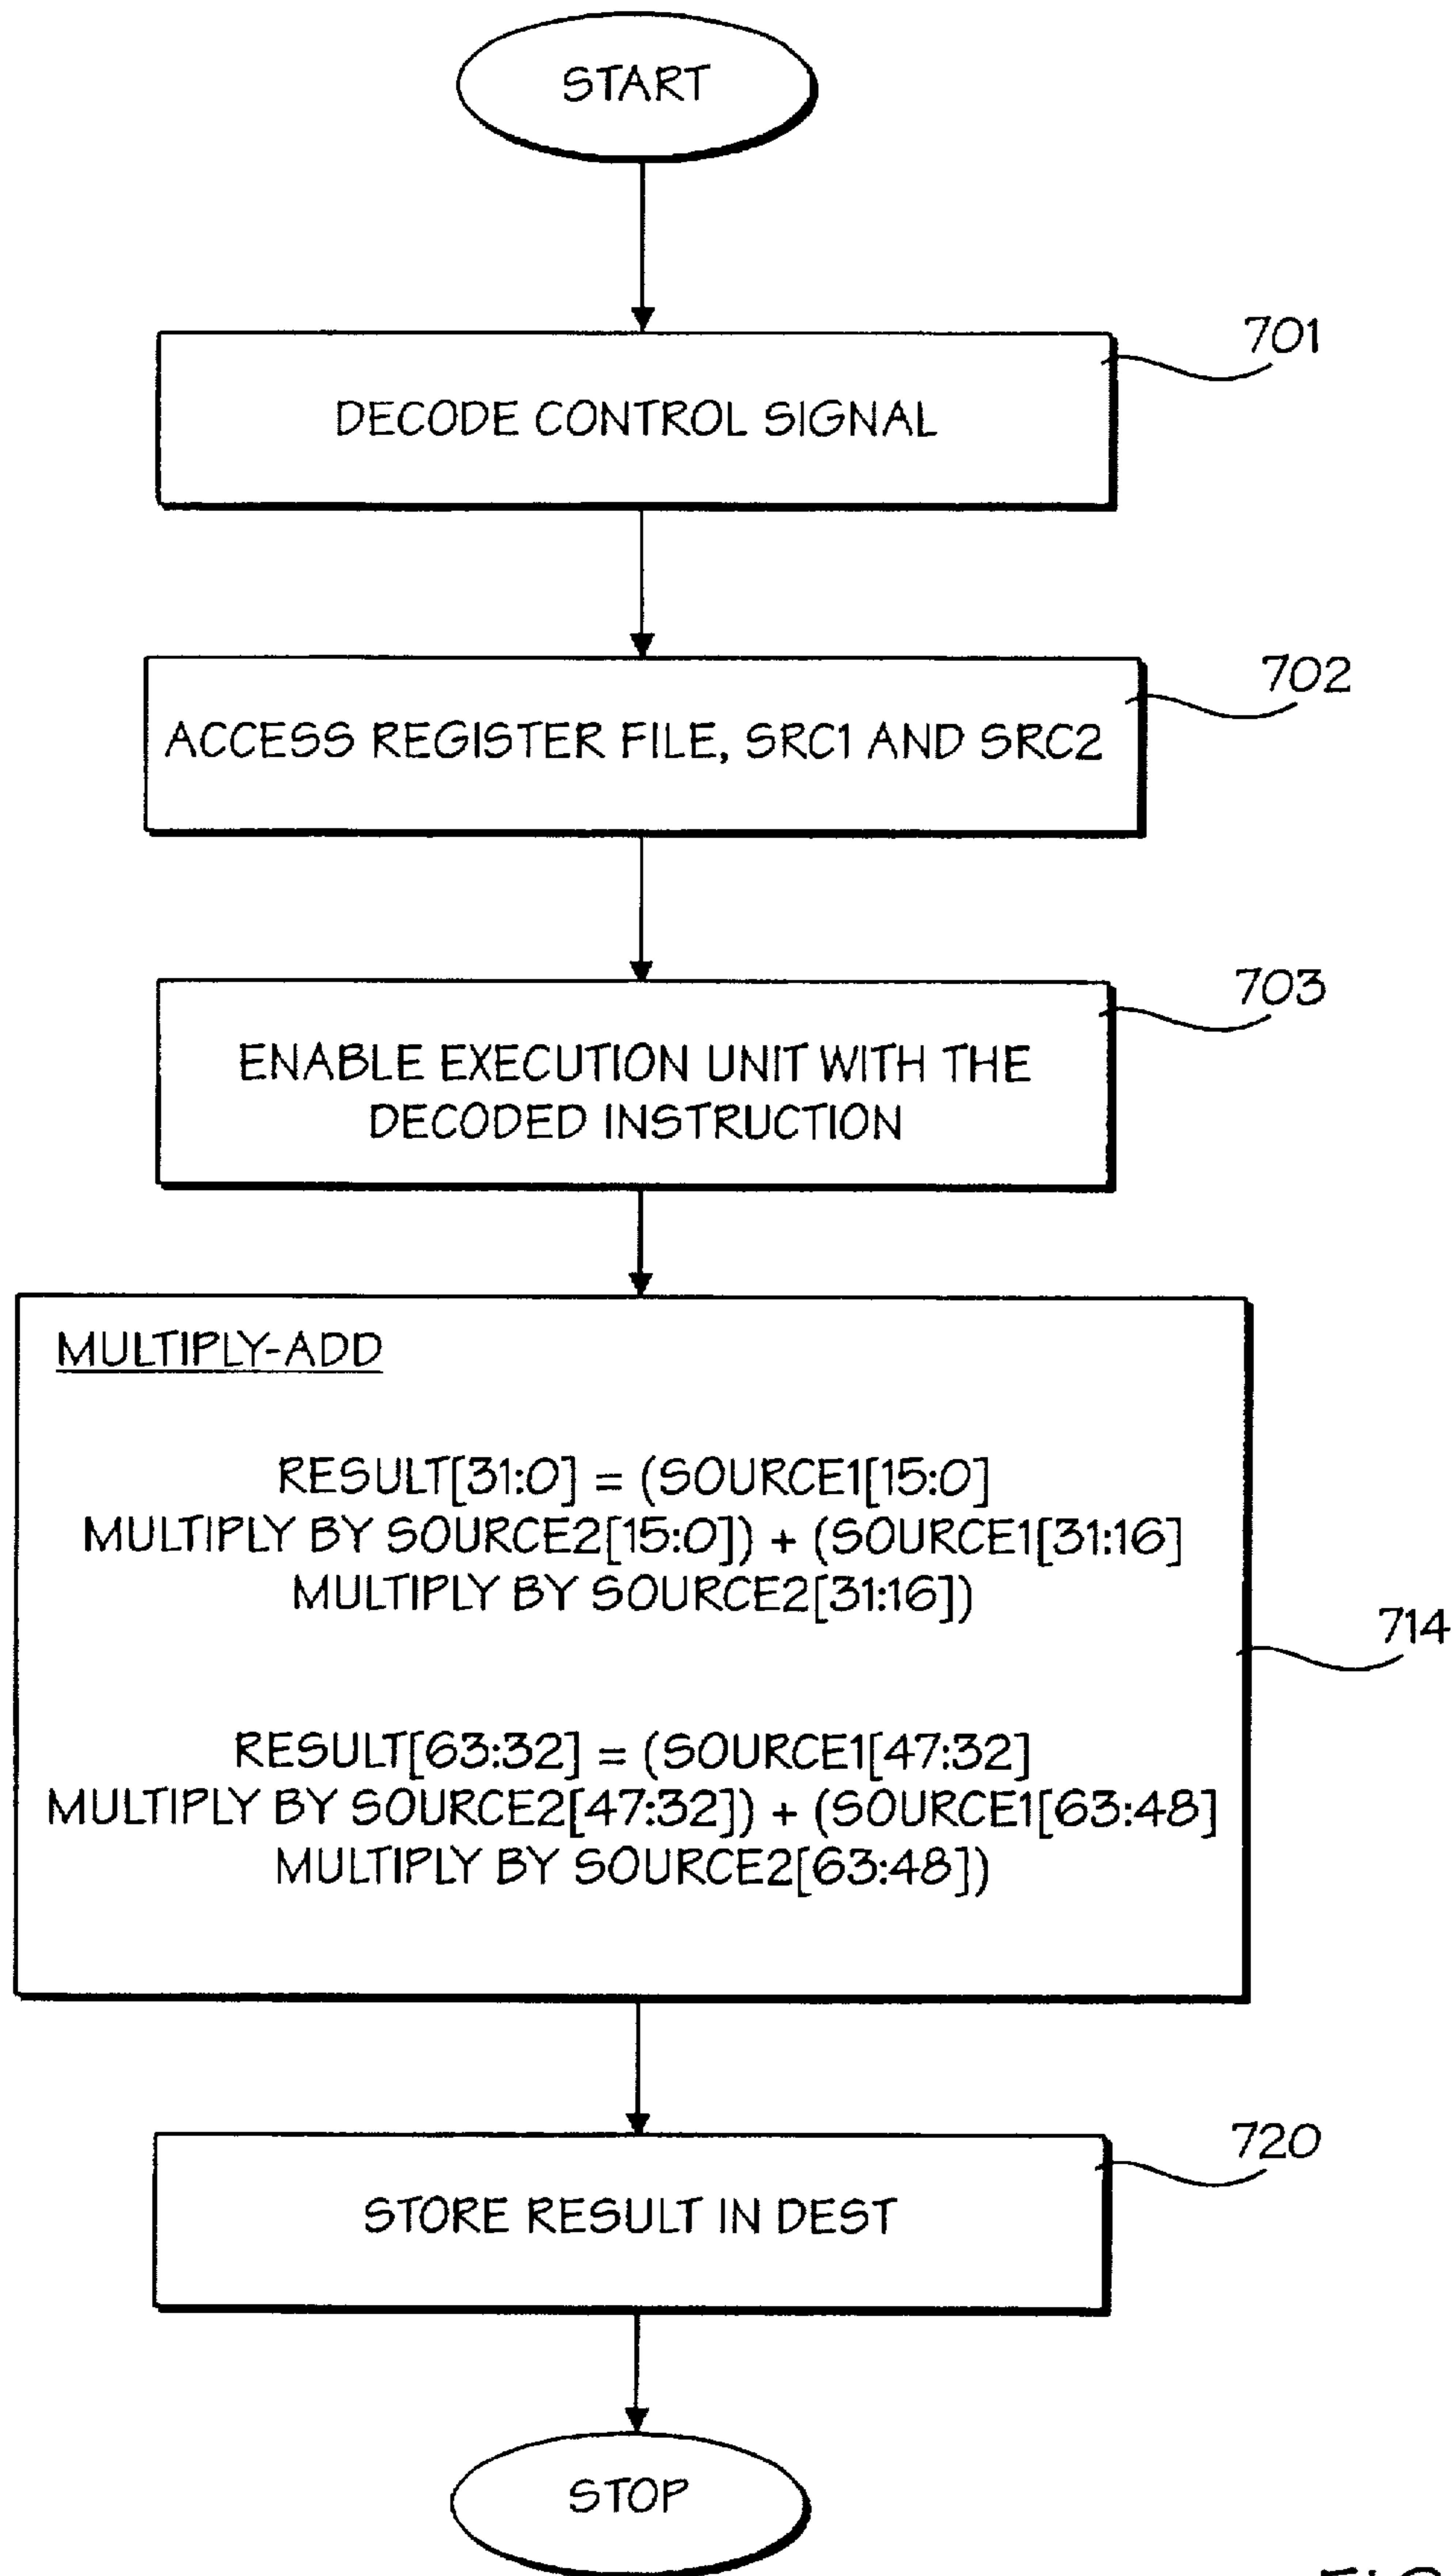 START
701
DECODE CONTROL SIGNAL
702
ACCESS REGISTER FILE, SRC1 AND SRC2
703
ENABLE EXECUTION UNIT WITH THE
DECODED INSTRUCTION
MULTIPLY-ADD
RESULT[31:0] = (SOURCE1[15:0]
MULTIPLY BY SOURCE2[15:0]) + (SOURCE1[31:16]
MULTIPLY BY SOURCE2[31:16])
714
RESULT[63:32] = (SOURCE1[47:32]
MULTIPLY BY SOURCE2[47:32]) + (SOURCE1[63:48]
MULTIPLY BY SOURCE2[63:48])
720
STORE RESULT IN DEST
STOP